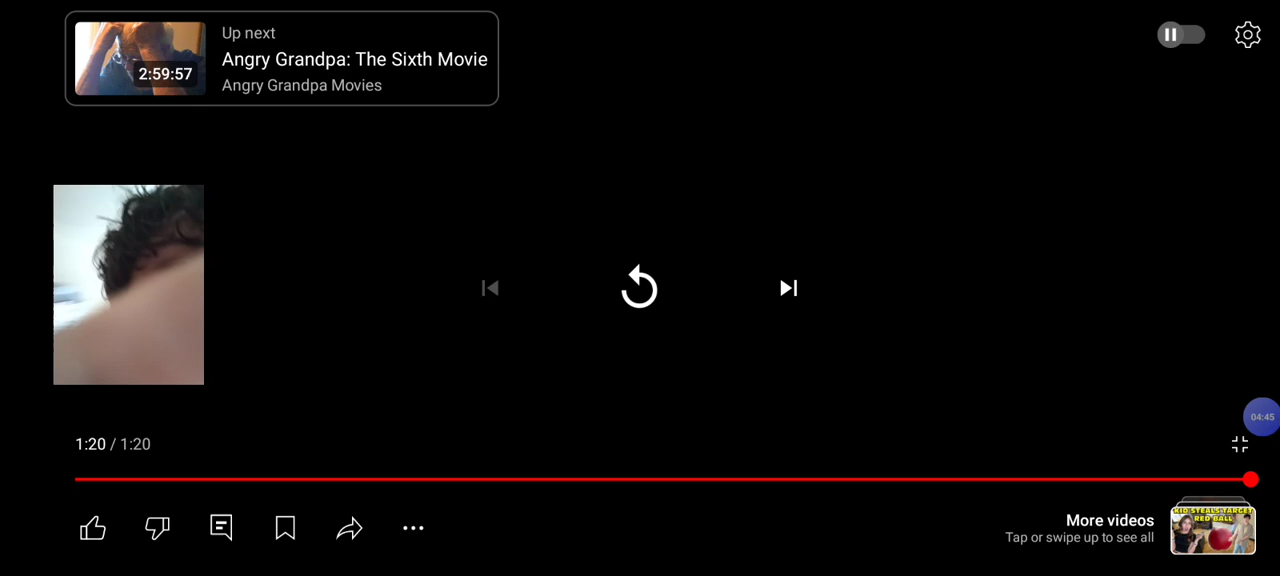 Up next
2:59:57
Angry Grandpa: The Sixth Movie
Angry Grandpa Movies
04:45
1:20 / 1:20
More videos
Tap or swipe up to see all
KID STEALS TARGET
RED BALL